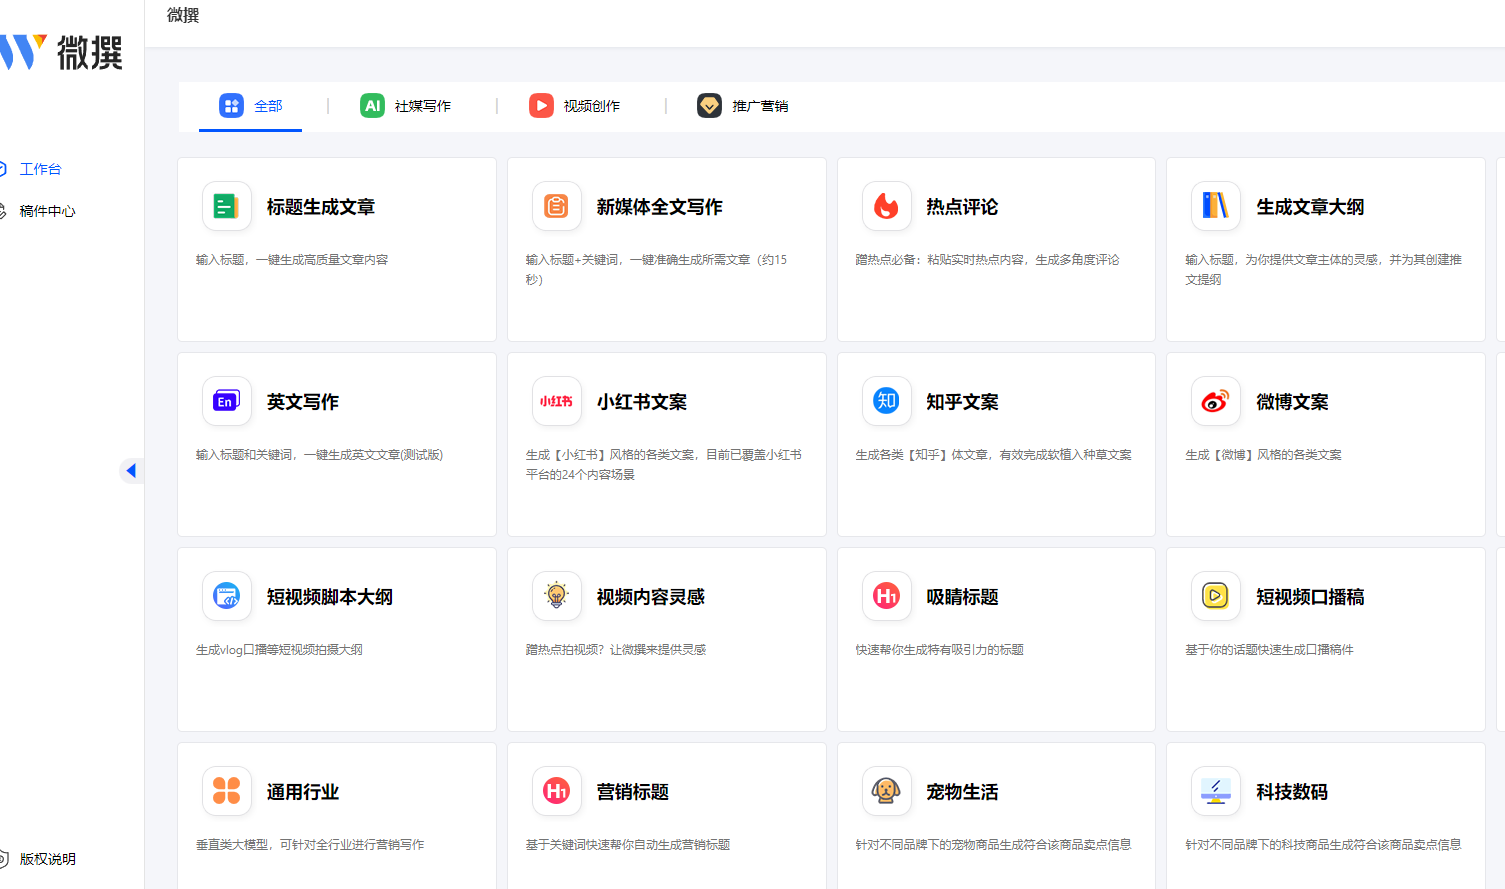 微撰
微撰
全部
AI 社媒写作
视频创作
推广营销
工作台
稿件中心
标题生成文章
输入标题，一键生成高质量文章内容
新媒体全文写作
输入标题+关键词，一键准确生成所需文章（约15
秒）
热点评论
蹭热点必备：粘贴实时热点内容，生成多角度评论
生成文章大纲
输入标题，为你提供文章主体的灵感，并为其创建推
文提纲
En 英文写作
输入标题和关键词，一键生成英文文章(测试版)
小红书 小红书文案
生成【小红书】风格的各类文案，目前已覆盖小红书
平台的24个内容场景
知 知乎文案
生成各类【知乎】体文章，有效完成软植入种草文案
微博文案
生成【微博】风格的各类文案
短视频脚本大纲
生成vlog口播等短视频拍摄大纲
视频内容灵感
蹭热点拍视频？让微撰来提供灵感
H1 吸睛标题
快速帮你生成特有吸引力的标题
短视频口播稿
基于你的话题快速生成口播稿件
通用行业
垂直类大模型，可针对全行业进行营销写作
H1 营销标题
基于关键词快速帮你自动生成营销标题
宠物生活
针对不同品牌下的宠物商品生成符合该商品卖点信息
科技数码
针对不同品牌下的科技商品生成符合该商品卖点信息
版权说明